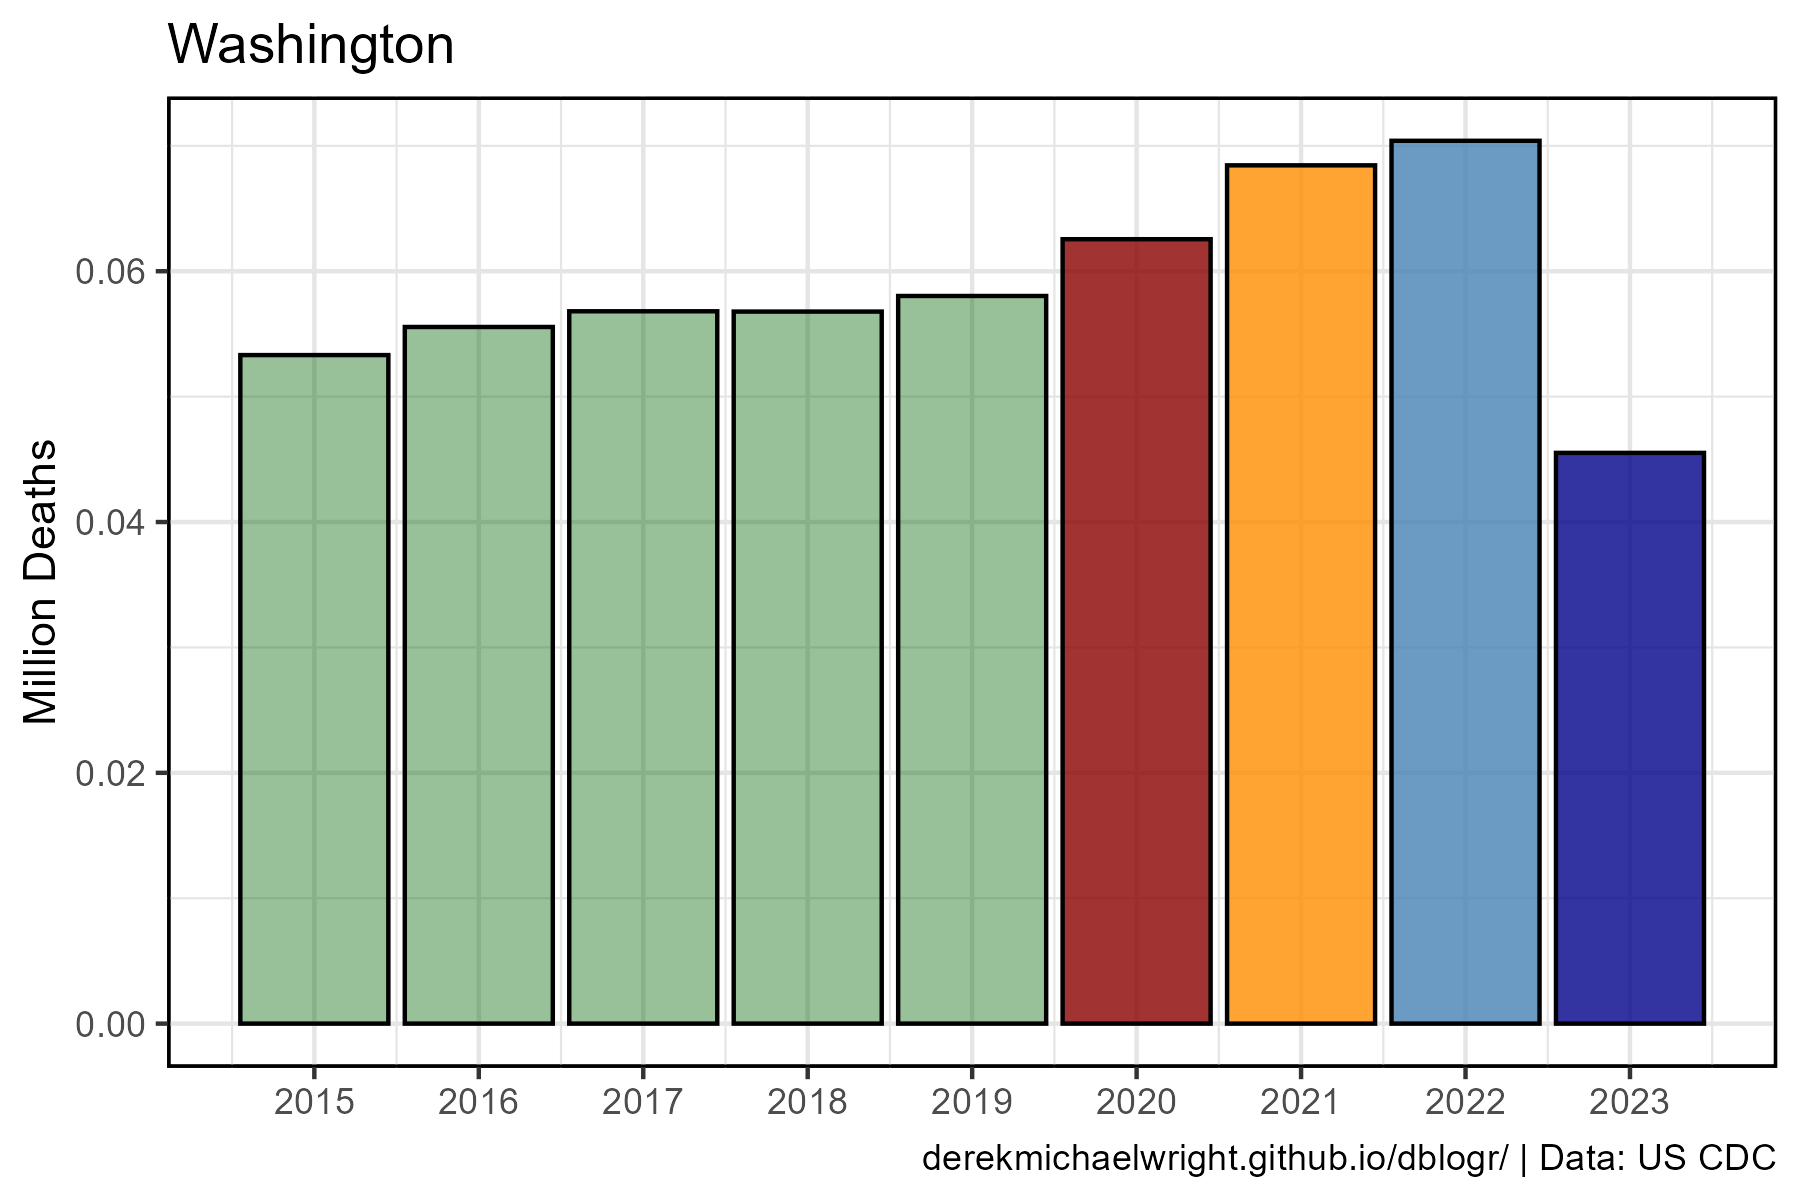 Washington
Million Deaths
0.06
0.04
0.02
0.00
2015 2016 2017 2018 2019 2020 2021 2022 2023
derekmichaelwright.github.io/dblogr/ | Data: US CDC